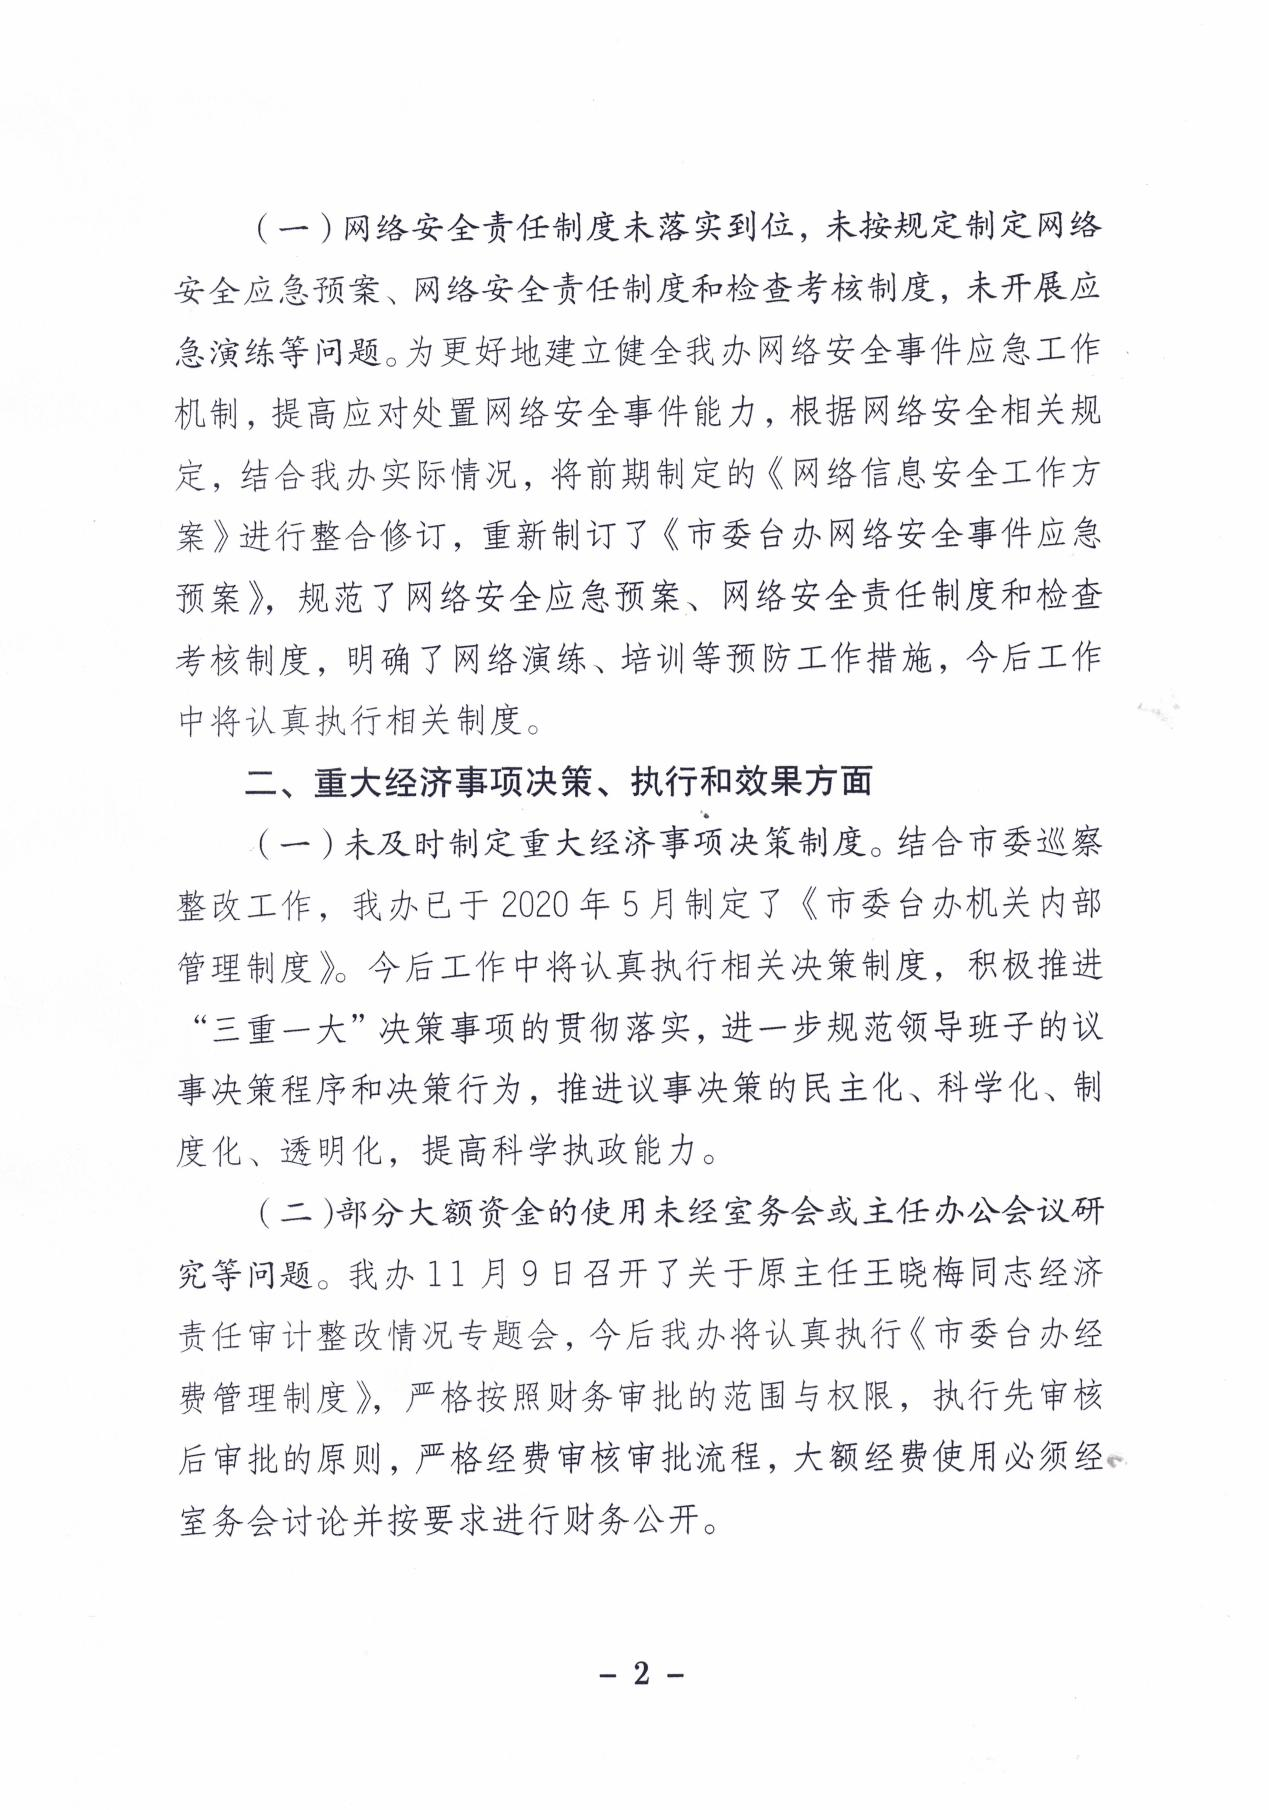 （一）网络安全责任制度未落实到位，未按规定制定网络
安全应急预案、网络安全责任制度和检查考核制度，未开展应
急演练等问题。为更好地建立健全我办网络安全事件应急工作
机制，提高应对处置网络安全事件能力，根据网络安全相关规
定，结合我办实际情况，将前期制定的《网络信息安全工作方
案》进行整合修订，重新制订了《市委台办网络安全事件应急
预案》，规范了网络安全应急预案、网络安全责任制度和检查
考核制度，明确了网络演练、培训等预防工作措施，今后工作
中将认真执行相关制度。
二、重大经济事项决策、执行和效果方面
（一）未及时制定重大经济事项决策制度。结合市委巡察
整改工作，我办已于 2020 年 5 月制定了《市委台办机关内部
管理制度》。今后工作中将认真执行相关决策制度，积极推进
“三重一大”决策事项的贯彻落实，进一步规范领导班子的议
事决策程序和决策行为，推进议事决策的民主化、科学化、制
度化、透明化，提高科学执政能力。
（二）部分大额资金的使用未经室务会或主任办公会议研
究等问题。我办 11 月 9 日召开了关于原主任王晓梅同志经济
责任审计整改情况专题会，今后我办将认真执行《市委台办经
费管理制度》，严格按照财务审批的范围与权限，执行先审核
后审批的原则，严格经费审核审批流程，大额经费使用必须经
室务会讨论并按要求进行财务公开。
– 2 –